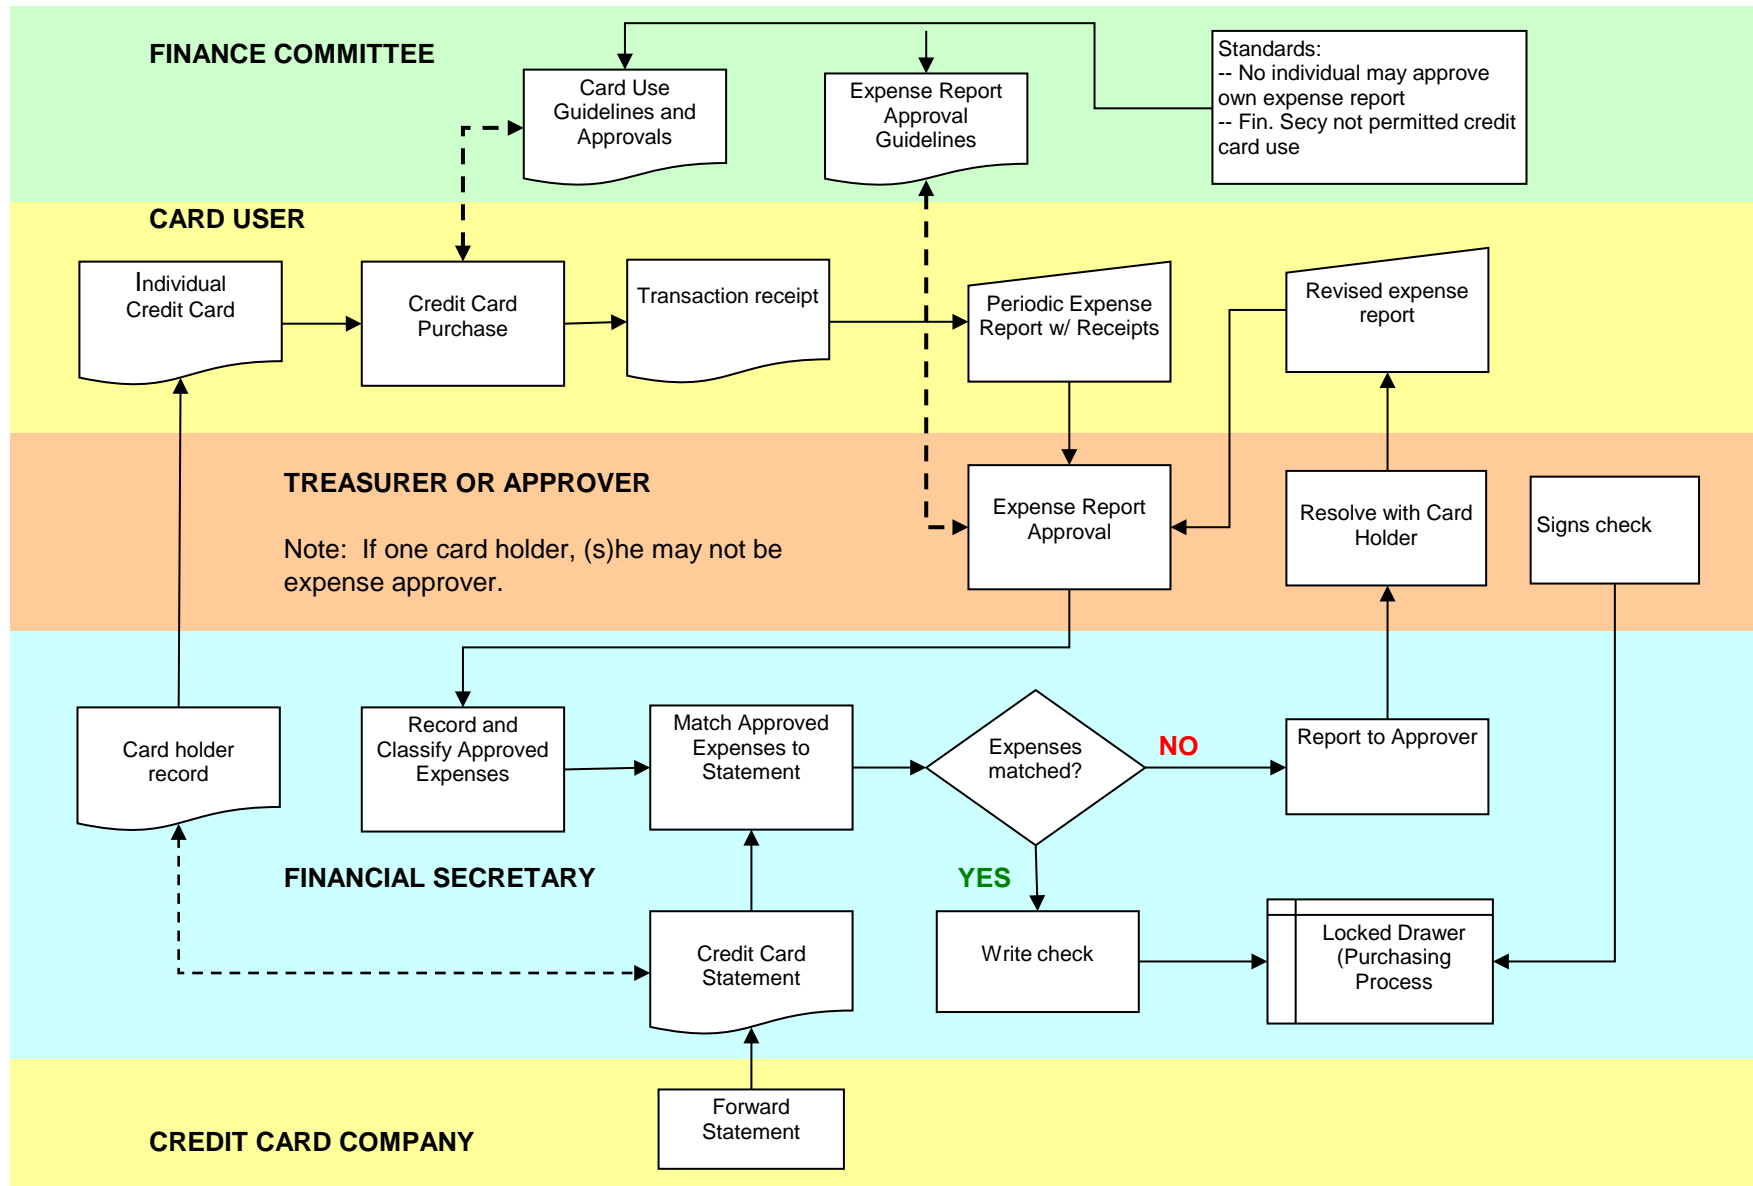 FINANCE COMMITTEE
Card Use
Guidelines and
Approvals
Expense Report
Approval
Guidelines
Standards:
-- No individual may approve
own expense report
-- Fin. Secy not permitted credit
card use
CARD USER
Individual
Credit Card
Credit Card
Purchase
Transaction receipt
Periodic Expense
Report w/ Receipts
Revised expense
report
TREASURER OR APPROVER
Note: If one card holder, (s)he may not be
expense approver.
Expense Report
Approval
Resolve with Card
Holder
Signs check
Card holder
record
Record and
Classify Approved
Expenses
Match Approved
Expenses to
Statement
Expenses
matched?
NO
Report to Approver
FINANCIAL SECRETARY
YES
Credit Card
Statement
Write check
Locked Drawer
(Purchasing
Process
Forward
Statement
CREDIT CARD COMPANY